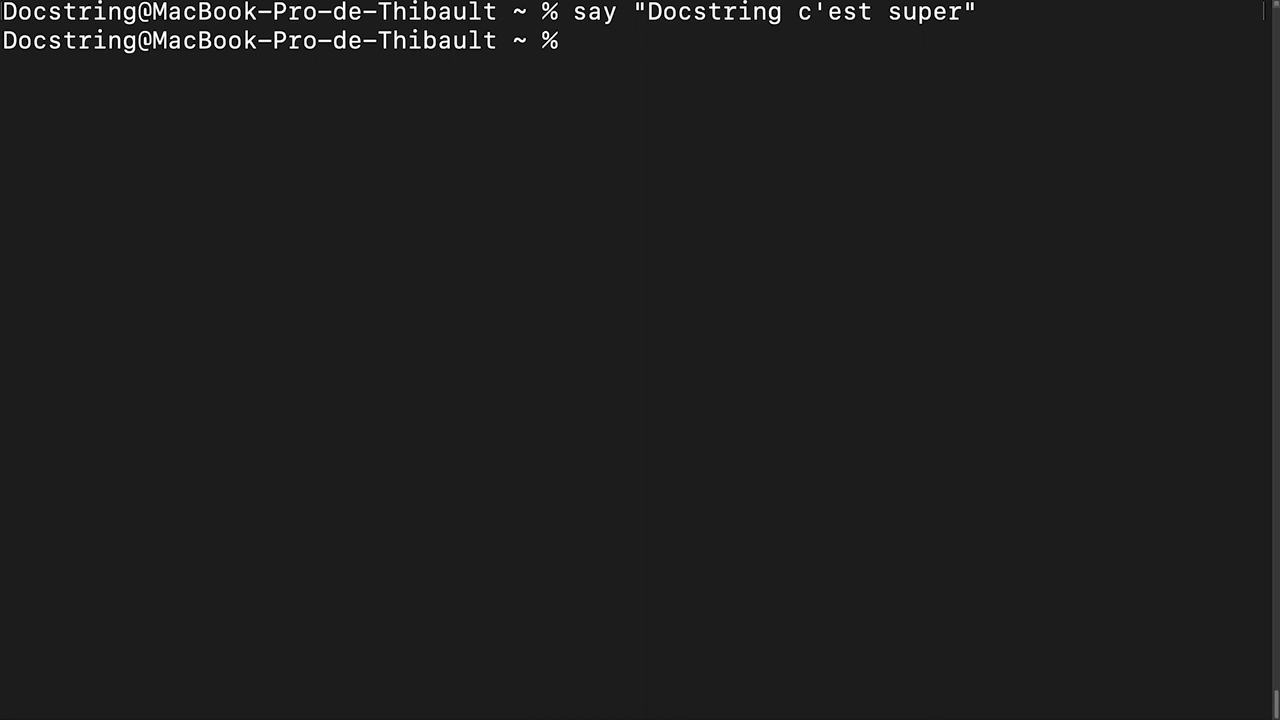 Docstring@MacBook-Pro-de-Thibault ~ % say "Docstring c'est super"
Docstring@MacBook-Pro-de-Thibault ~ %